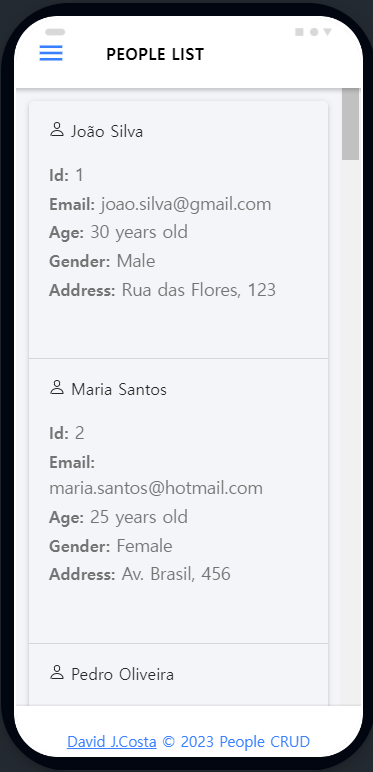 PEOPLE LIST
João Silva
Id: 1
Email: joao.silva@gmail.com
Age: 30 years old
Gender: Male
Address: Rua das Flores, 123
Maria Santos
Id: 2
Email:
maria.santos@hotmail.com
Age: 25 years old
Gender: Female
Address: Av. Brasil, 456
Pedro Oliveira
David J.Costa © 2023 People CRUD